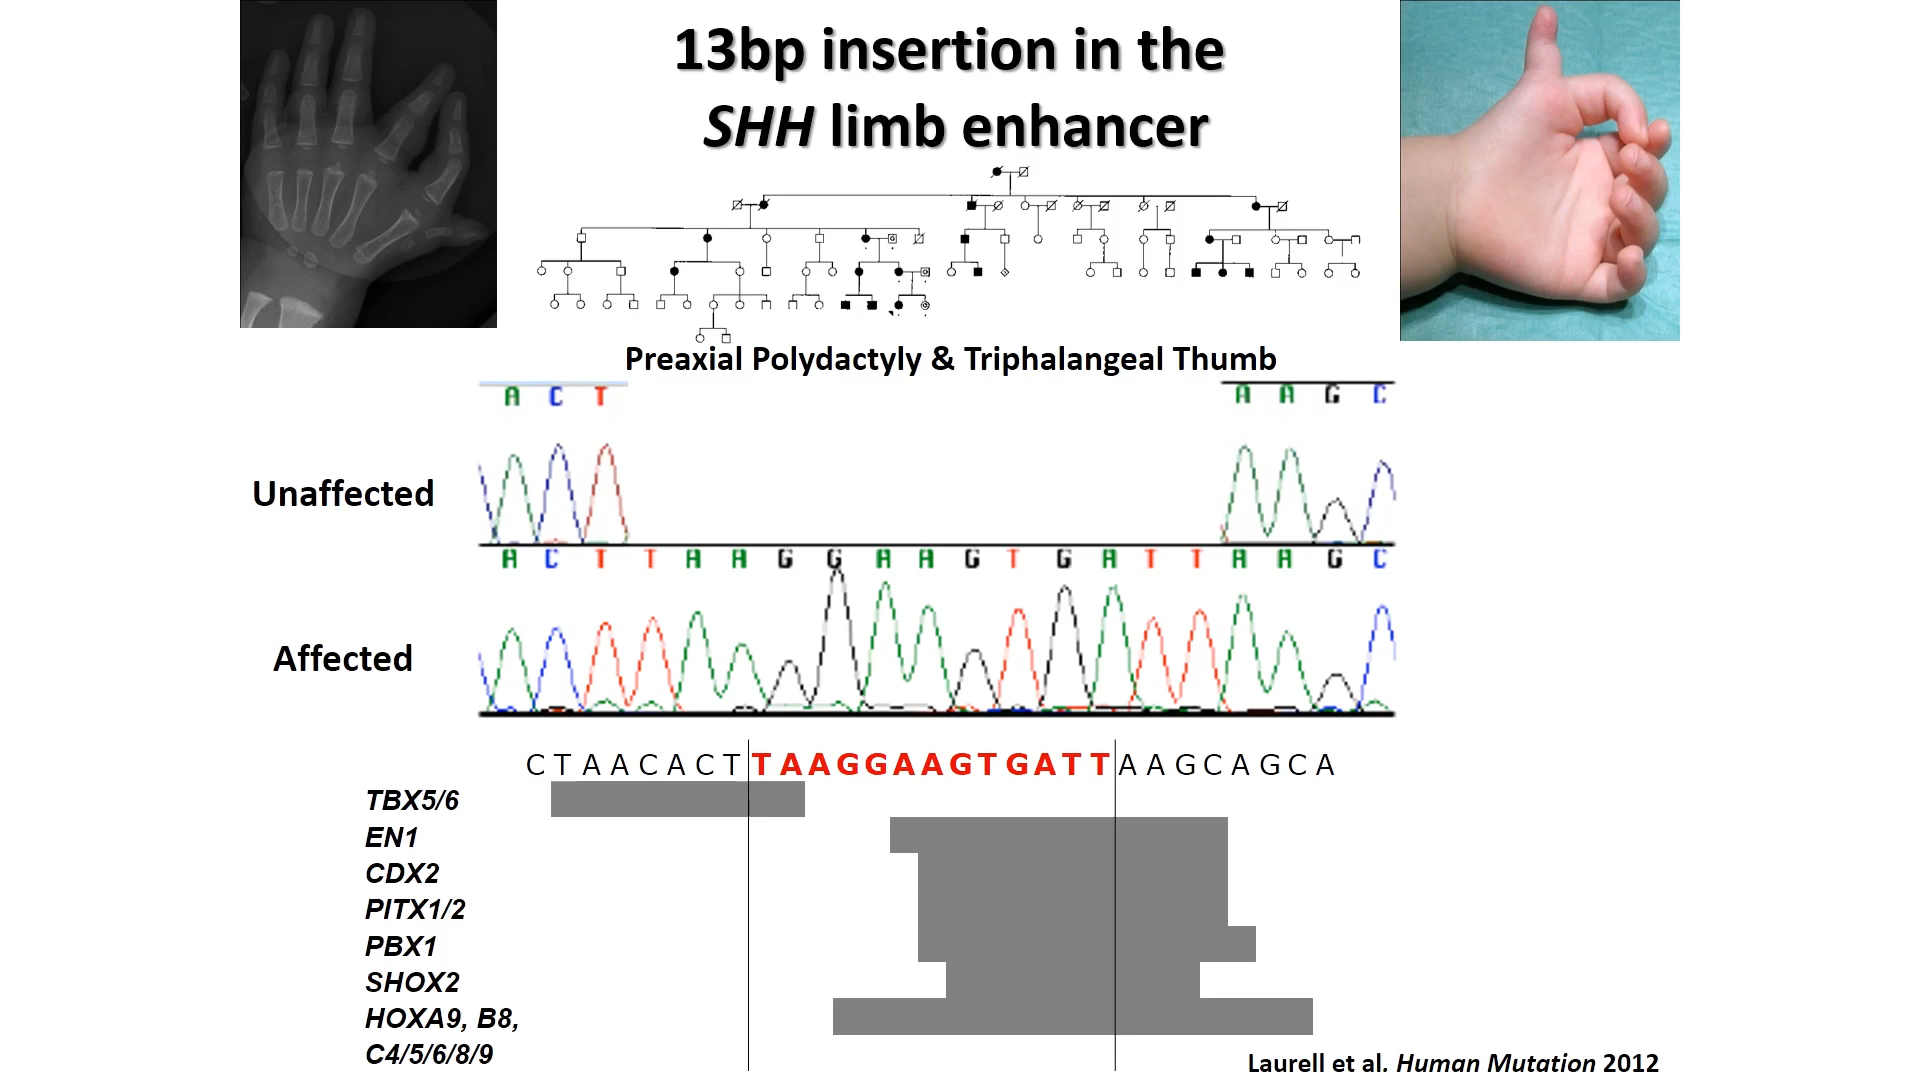 13bp insertion in the
SHH limb enhancer
Preaxial Polydactyly & Triphalangeal Thumb
A C T A A G C
Unaffected
A C T T A A G G A A G T G A T T A A G C
Affected
C T A A C A C T T A A G G A A G T G A T T A A G C A G C A
TBX5/6
EN1
CDX2
PITX1/2
PBX1
SHOX2
HOXA9, B8,
C4/5/6/8/9
Laurell et al. Human Mutation 2012